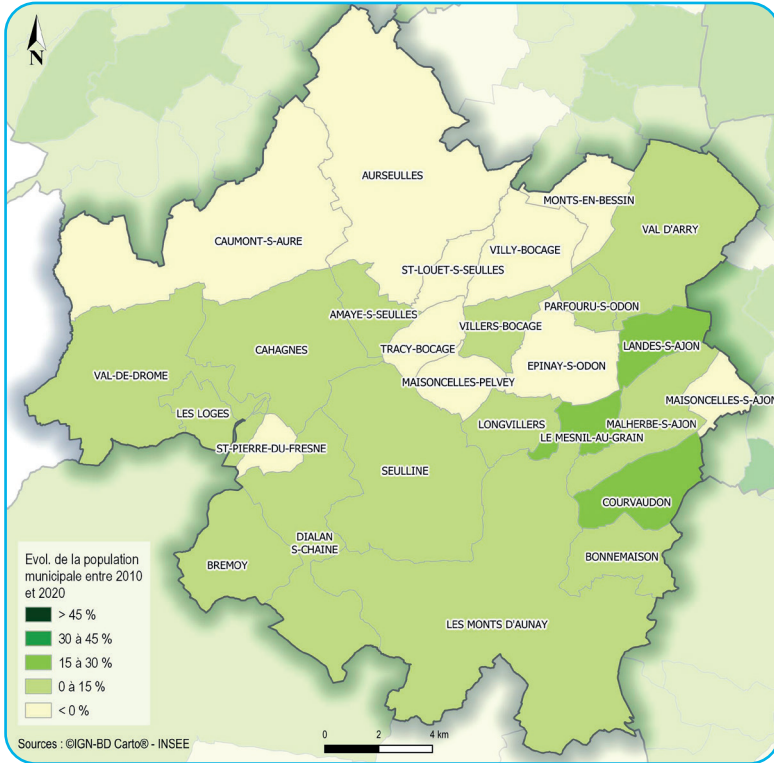 N
AURSEULLES
MONTS-EN-BESSIN
VAL D'ARRY
CAUMONT-S-AURE
VILLY-BOCAGE
ST-LOUET-S-SEULLES
PARFOURU-S-ODON
AMAYE-S-SEULLES
VILLERS-BOCAGE
LANDES-S-AJON
CAHAGNES
TRACY-BOCAGE
EPINAY-S-ODON
VAL-DE-DROME
MAISONCELLES-PELVEY
MAISONCELLES-S-AJON
LES LOGES
LONGVILLERS
MALHERBE-S-AJON
LE MESNIL-AU-GRAIN
ST-PIERRE-DU-FRESNE
SEULLINE
COURVAUDON
DIALAN
S-CHAINE
BREMOY
BONNEMAISON
LES MONTS D'AUNAY
Evol. de la population
municipale entre 2010
et 2020
> 45 %
30 à 45 %
15 à 30 %
0 à 15 %
< 0 %
Sources : ©IGN-BD Carto® - INSEE
0 2 4 km